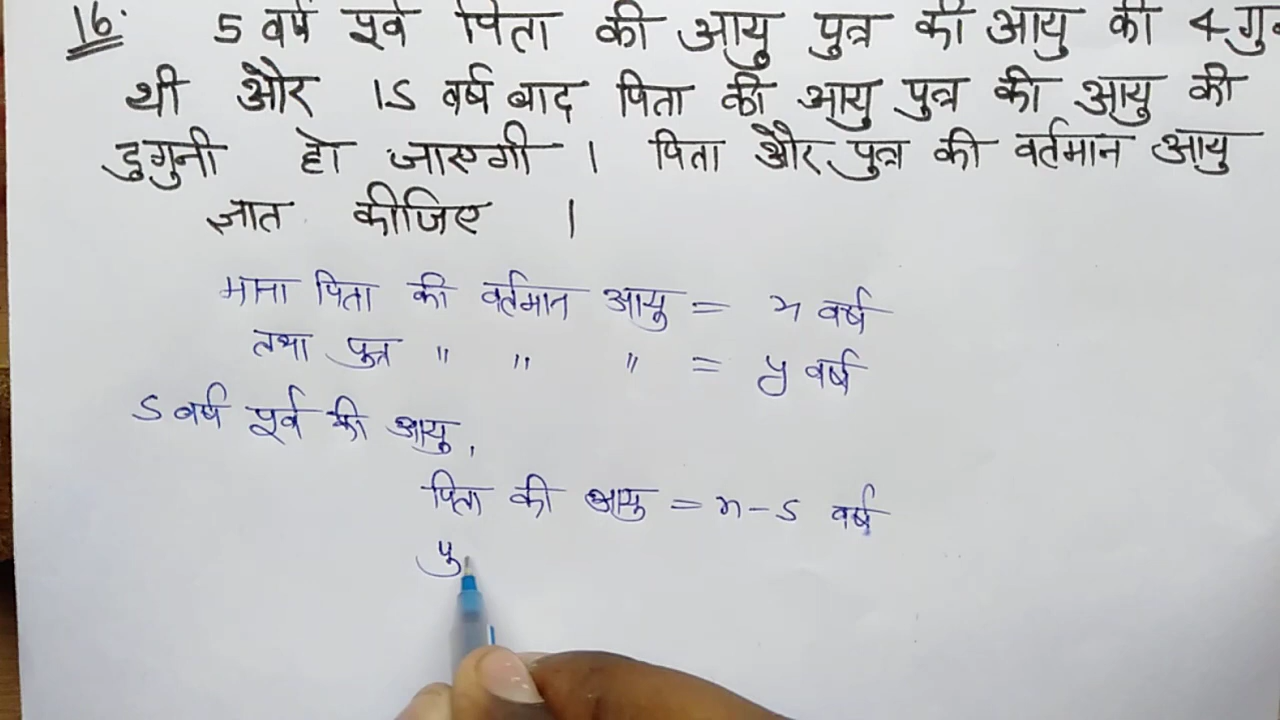 16. 5 वर्ष पूर्व पिता की आयु पुत्र की आयु की 4 गुन
थी और 15 वर्ष बाद पिता की आयु पुत्र की आयु की
दुगुनी हो जाएगी । पिता और पुत्र की वर्तमान आयु
ज्ञात कीजिए ।
माना पिता की वर्तमान आयु = x वर्ष
तथा पुत्र " " " = y वर्ष
5 वर्ष पूर्व की आयु,
पिता की आयु = x - 5 वर्ष
पु